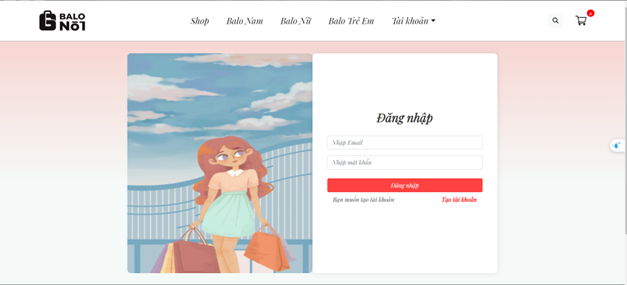 BALO
NO1
Shop Balo Nam Balo Nữ Balo Trẻ Em Tài khoản
0
Đăng nhập
Nhập Email
Nhập mật khẩu
Đăng nhập
Bạn muốn tạo tài khoản Tạo tài khoản